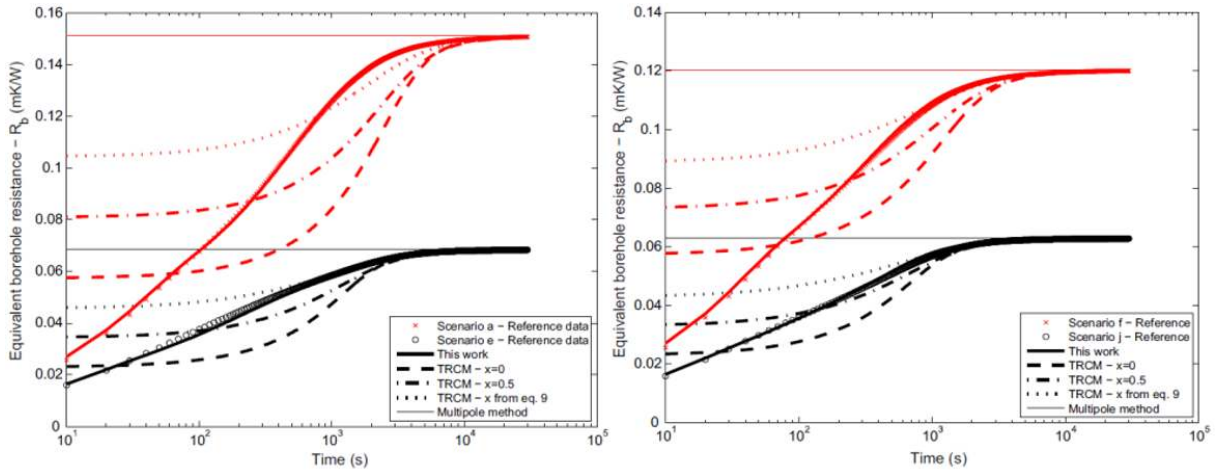 Equivalent borehole resistance − R_b (mK/W)
0.16
0.14
0.12
0.1
0.08
0.06
0.04
0.02
0
10^1
10^2
10^3
10^4
10^5
Time (s)
Scenario a − Reference data
Scenario e − Reference data
This work
TRCM − x=0
TRCM − x=0.5
TRCM − x from eq. 9
Multipole method
Equivalent borehole resistance − R_b (mK/W)
0.14
0.12
0.1
0.08
0.06
0.04
0.02
0
10^1
10^2
10^3
10^4
10^5
Time (s)
Scenario f − Reference
Scenario j − Reference
This work
TRCM − x=0
TRCM − x=0.5
TRCM − x from eq. 9
Multipole method